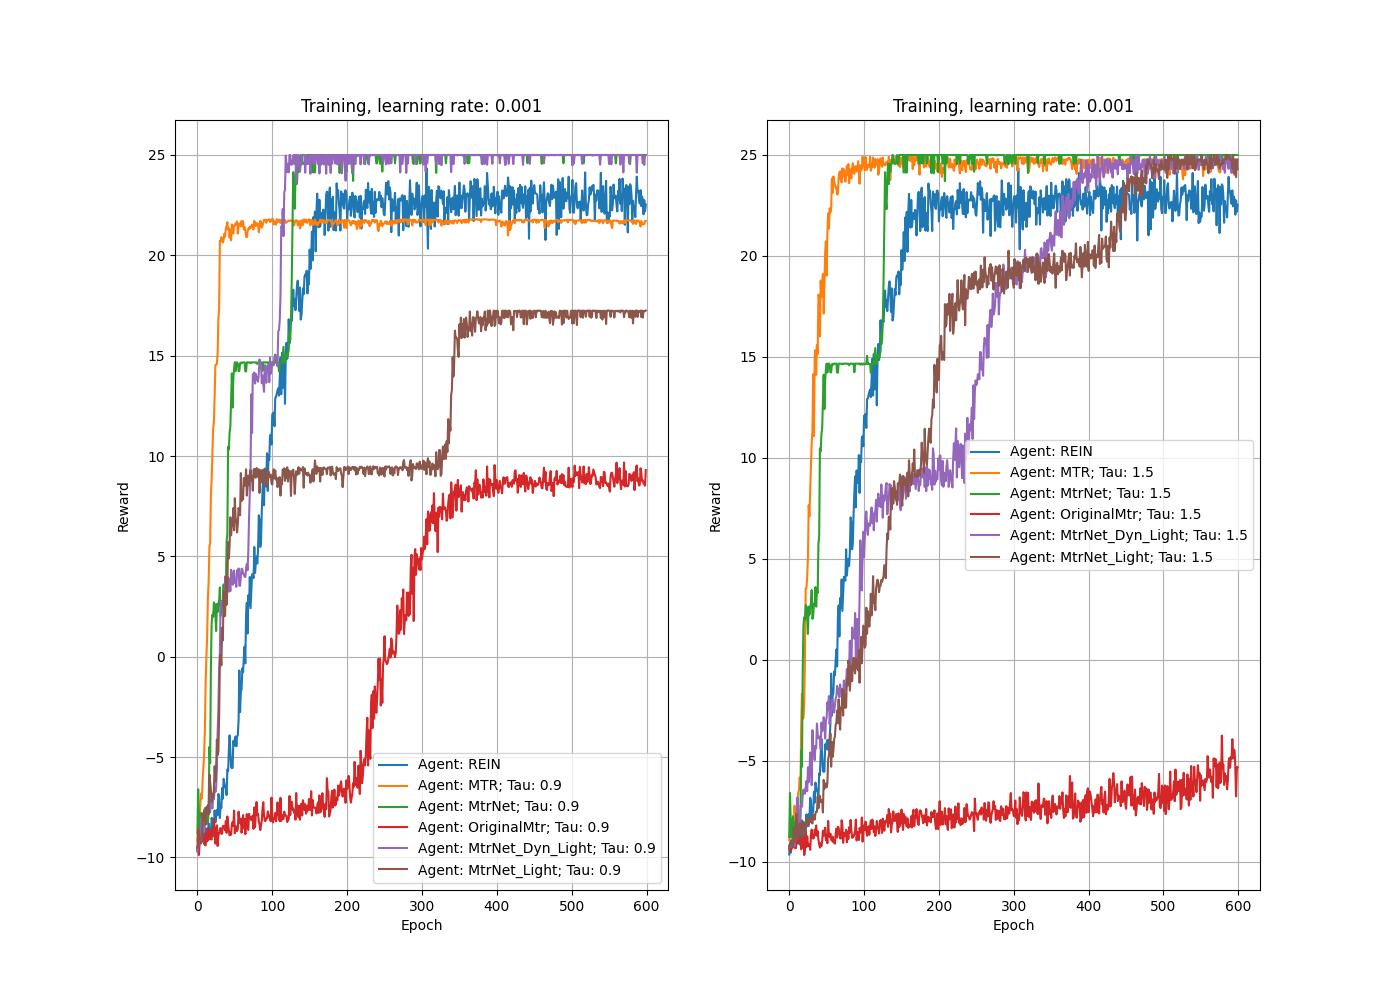 Training, learning rate: 0.001
25
20
15
10
5
0
−5
−10
Reward
Agent: REIN
Agent: MTR; Tau: 0.9
Agent: MtrNet; Tau: 0.9
Agent: OriginalMtr; Tau: 0.9
Agent: MtrNet_Dyn_Light; Tau: 0.9
Agent: MtrNet_Light; Tau: 0.9
0 100 200 300 400 500 600
Epoch
Training, learning rate: 0.001
25
20
15
10
5
0
−5
−10
Reward
Agent: REIN
Agent: MTR; Tau: 1.5
Agent: MtrNet; Tau: 1.5
Agent: OriginalMtr; Tau: 1.5
Agent: MtrNet_Dyn_Light; Tau: 1.5
Agent: MtrNet_Light; Tau: 1.5
0 100 200 300 400 500 600
Epoch